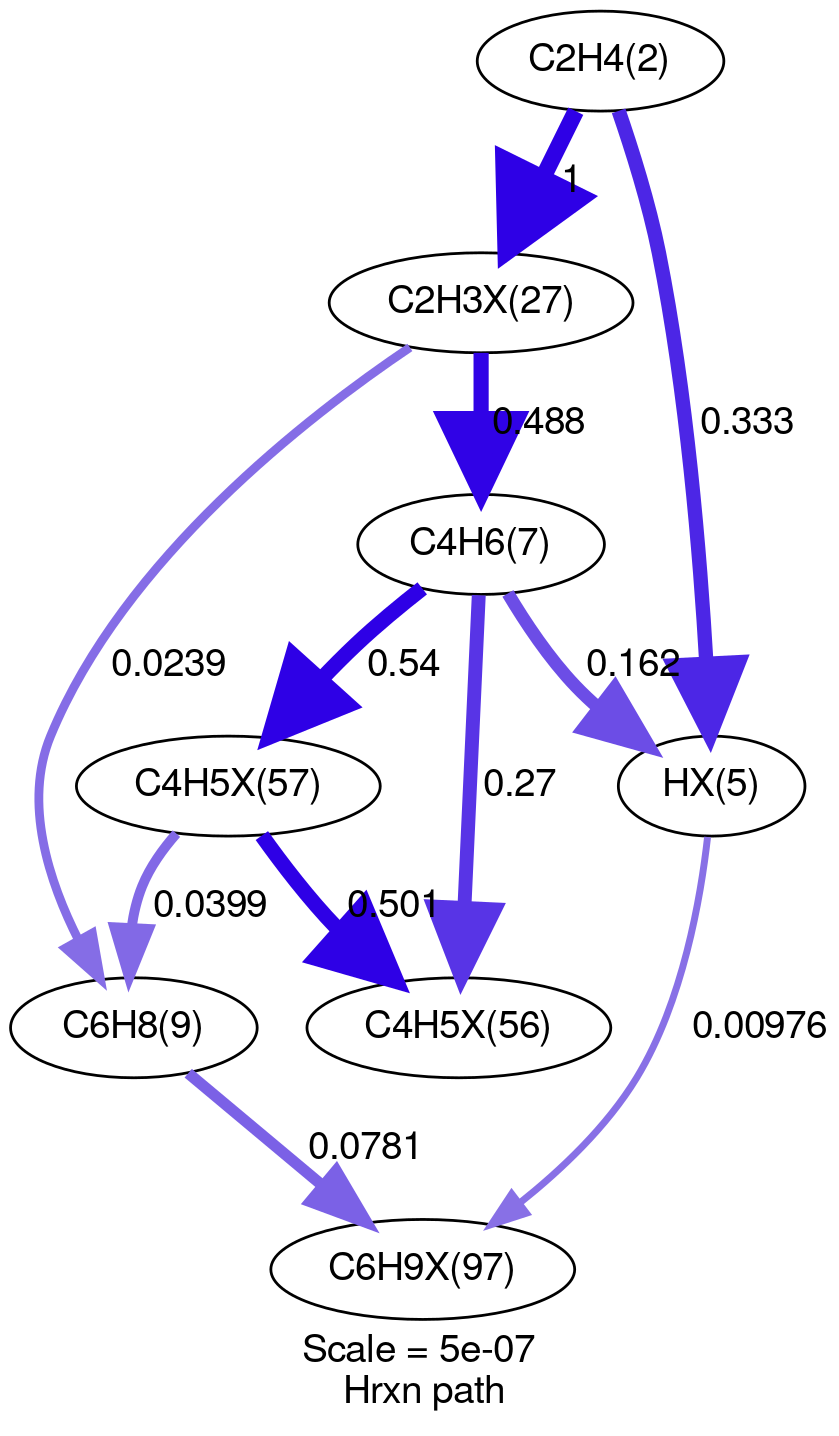 C2H4(2)
1
C2H3X(27)
0.488
0.333
C4H6(7)
0.0239
0.54
0.162
C4H5X(57)
0.27
HX(5)
0.0399
0.501
C6H8(9)
C4H5X(56)
0.00976
0.0781
C6H9X(97)
Scale = 5e-07
Hrxn path